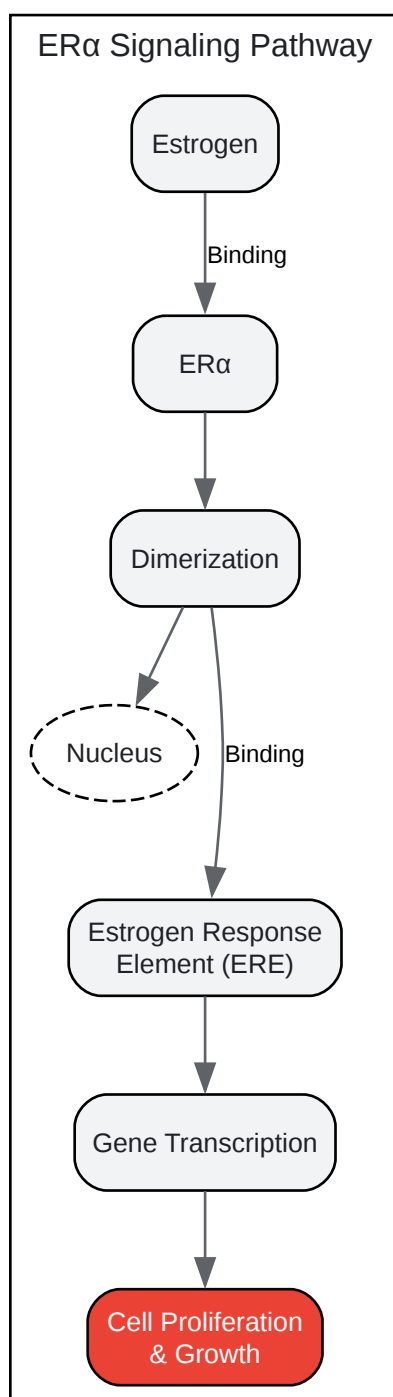 ERα Signaling Pathway
Estrogen
Binding
ERα
Dimerization
Nucleus
Binding
Estrogen Response
Element (ERE)
Gene Transcription
Cell Proliferation
& Growth